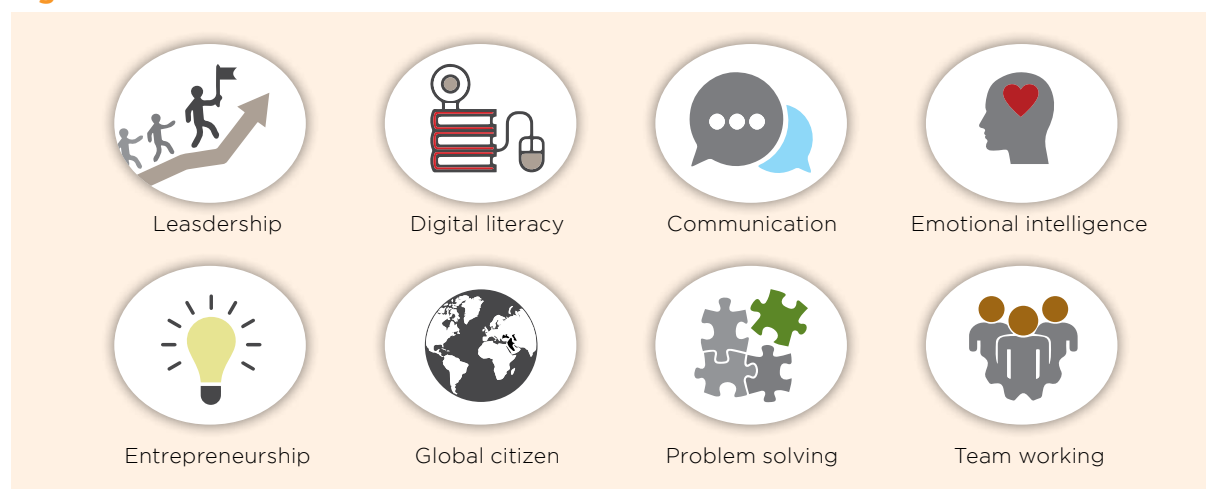 Leasdership
Digital literacy
Communication
Emotional intelligence
Entrepreneurship
Global citizen
Problem solving
Team working